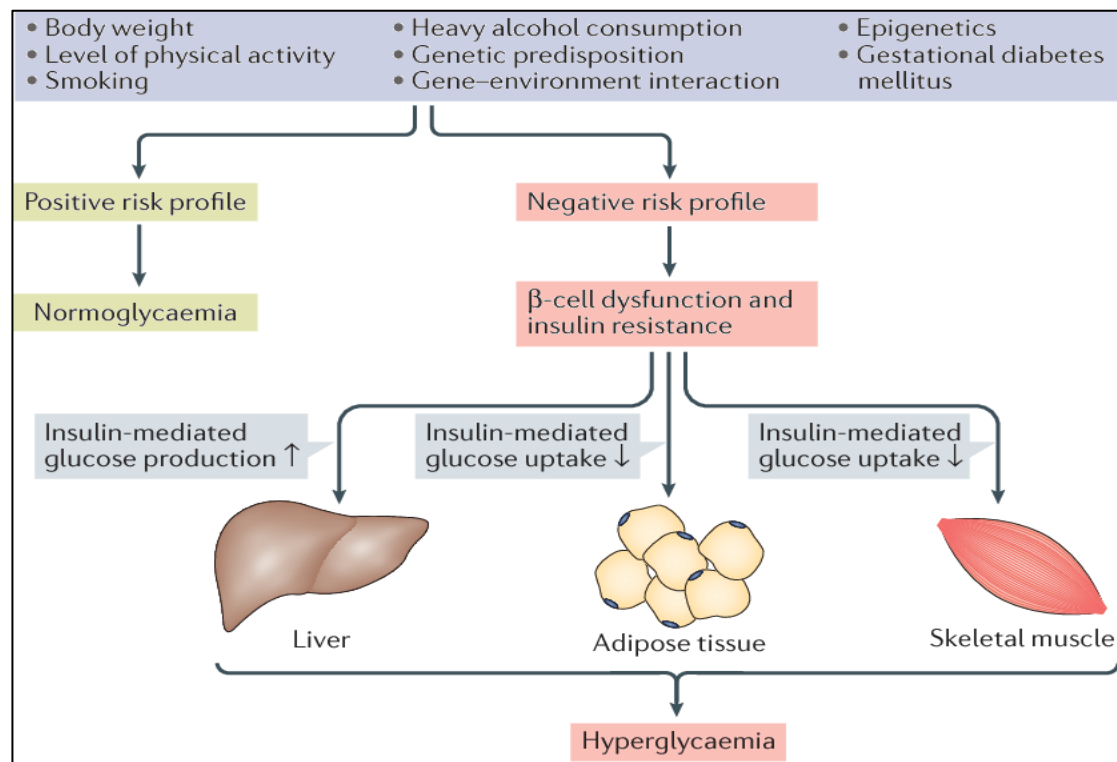 • Body weight
• Level of physical activity
• Smoking
• Heavy alcohol consumption
• Genetic predisposition
• Gene–environment interaction
• Epigenetics
• Gestational diabetes
mellitus
Positive risk profile
Negative risk profile
Normoglycaemia
β-cell dysfunction and
insulin resistance
Insulin-mediated
glucose production ↑
Insulin-mediated
glucose uptake ↓
Insulin-mediated
glucose uptake ↓
Liver
Adipose tissue
Skeletal muscle
Hyperglycaemia